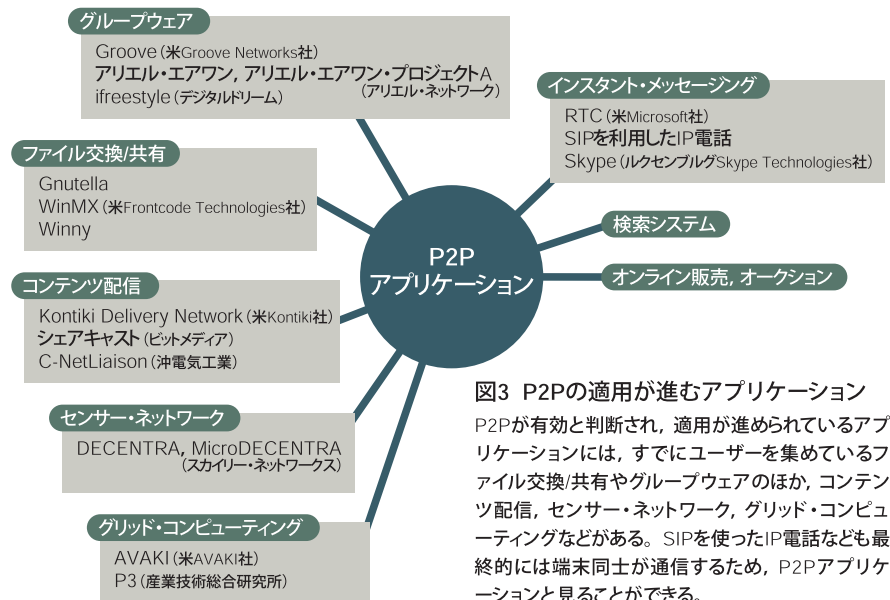 グループウェア
Groove（米Groove Networks社）
アリエル・エアワン, アリエル・エアワン・プロジェクトA
（アリエル・ネットワーク）
ifreestyle（デジタルドリーム）
インスタント・メッセージング
RTC（米Microsoft社）
SIPを利用したIP電話
Skype（ルクセンブルグSkype Technologies社）
ファイル交換/共有
Gnutella
WinMX（米Frontcode Technologies社）
Winny
検索システム
P2P
アプリケーション
オンライン販売, オークション
コンテンツ配信
Kontiki Delivery Network（米Kontiki社）
シェアキャスト（ビットメディア）
C-NetLiaison（沖電気工業）
センサー・ネットワーク
DECENTRA, MicroDECENTRA
（スカイリー・ネットワークス）
グリッド・コンピューティング
AVAKI（米AVAKI社）
P3（産業技術総合研究所）
図3 P2Pの適用が進むアプリケーション
P2Pが有効と判断され, 適用が進められているアプ
リケーションには, すでにユーザーを集めているフ
ァイル交換/共有やグループウェアのほか, コンテン
ツ配信, センサー・ネットワーク, グリッド・コンピュ
ーティングなどがある。SIPを使ったIP電話なども最
終的には端末同士が通信するため, P2Pアプリケ
ーションと見ることができる。